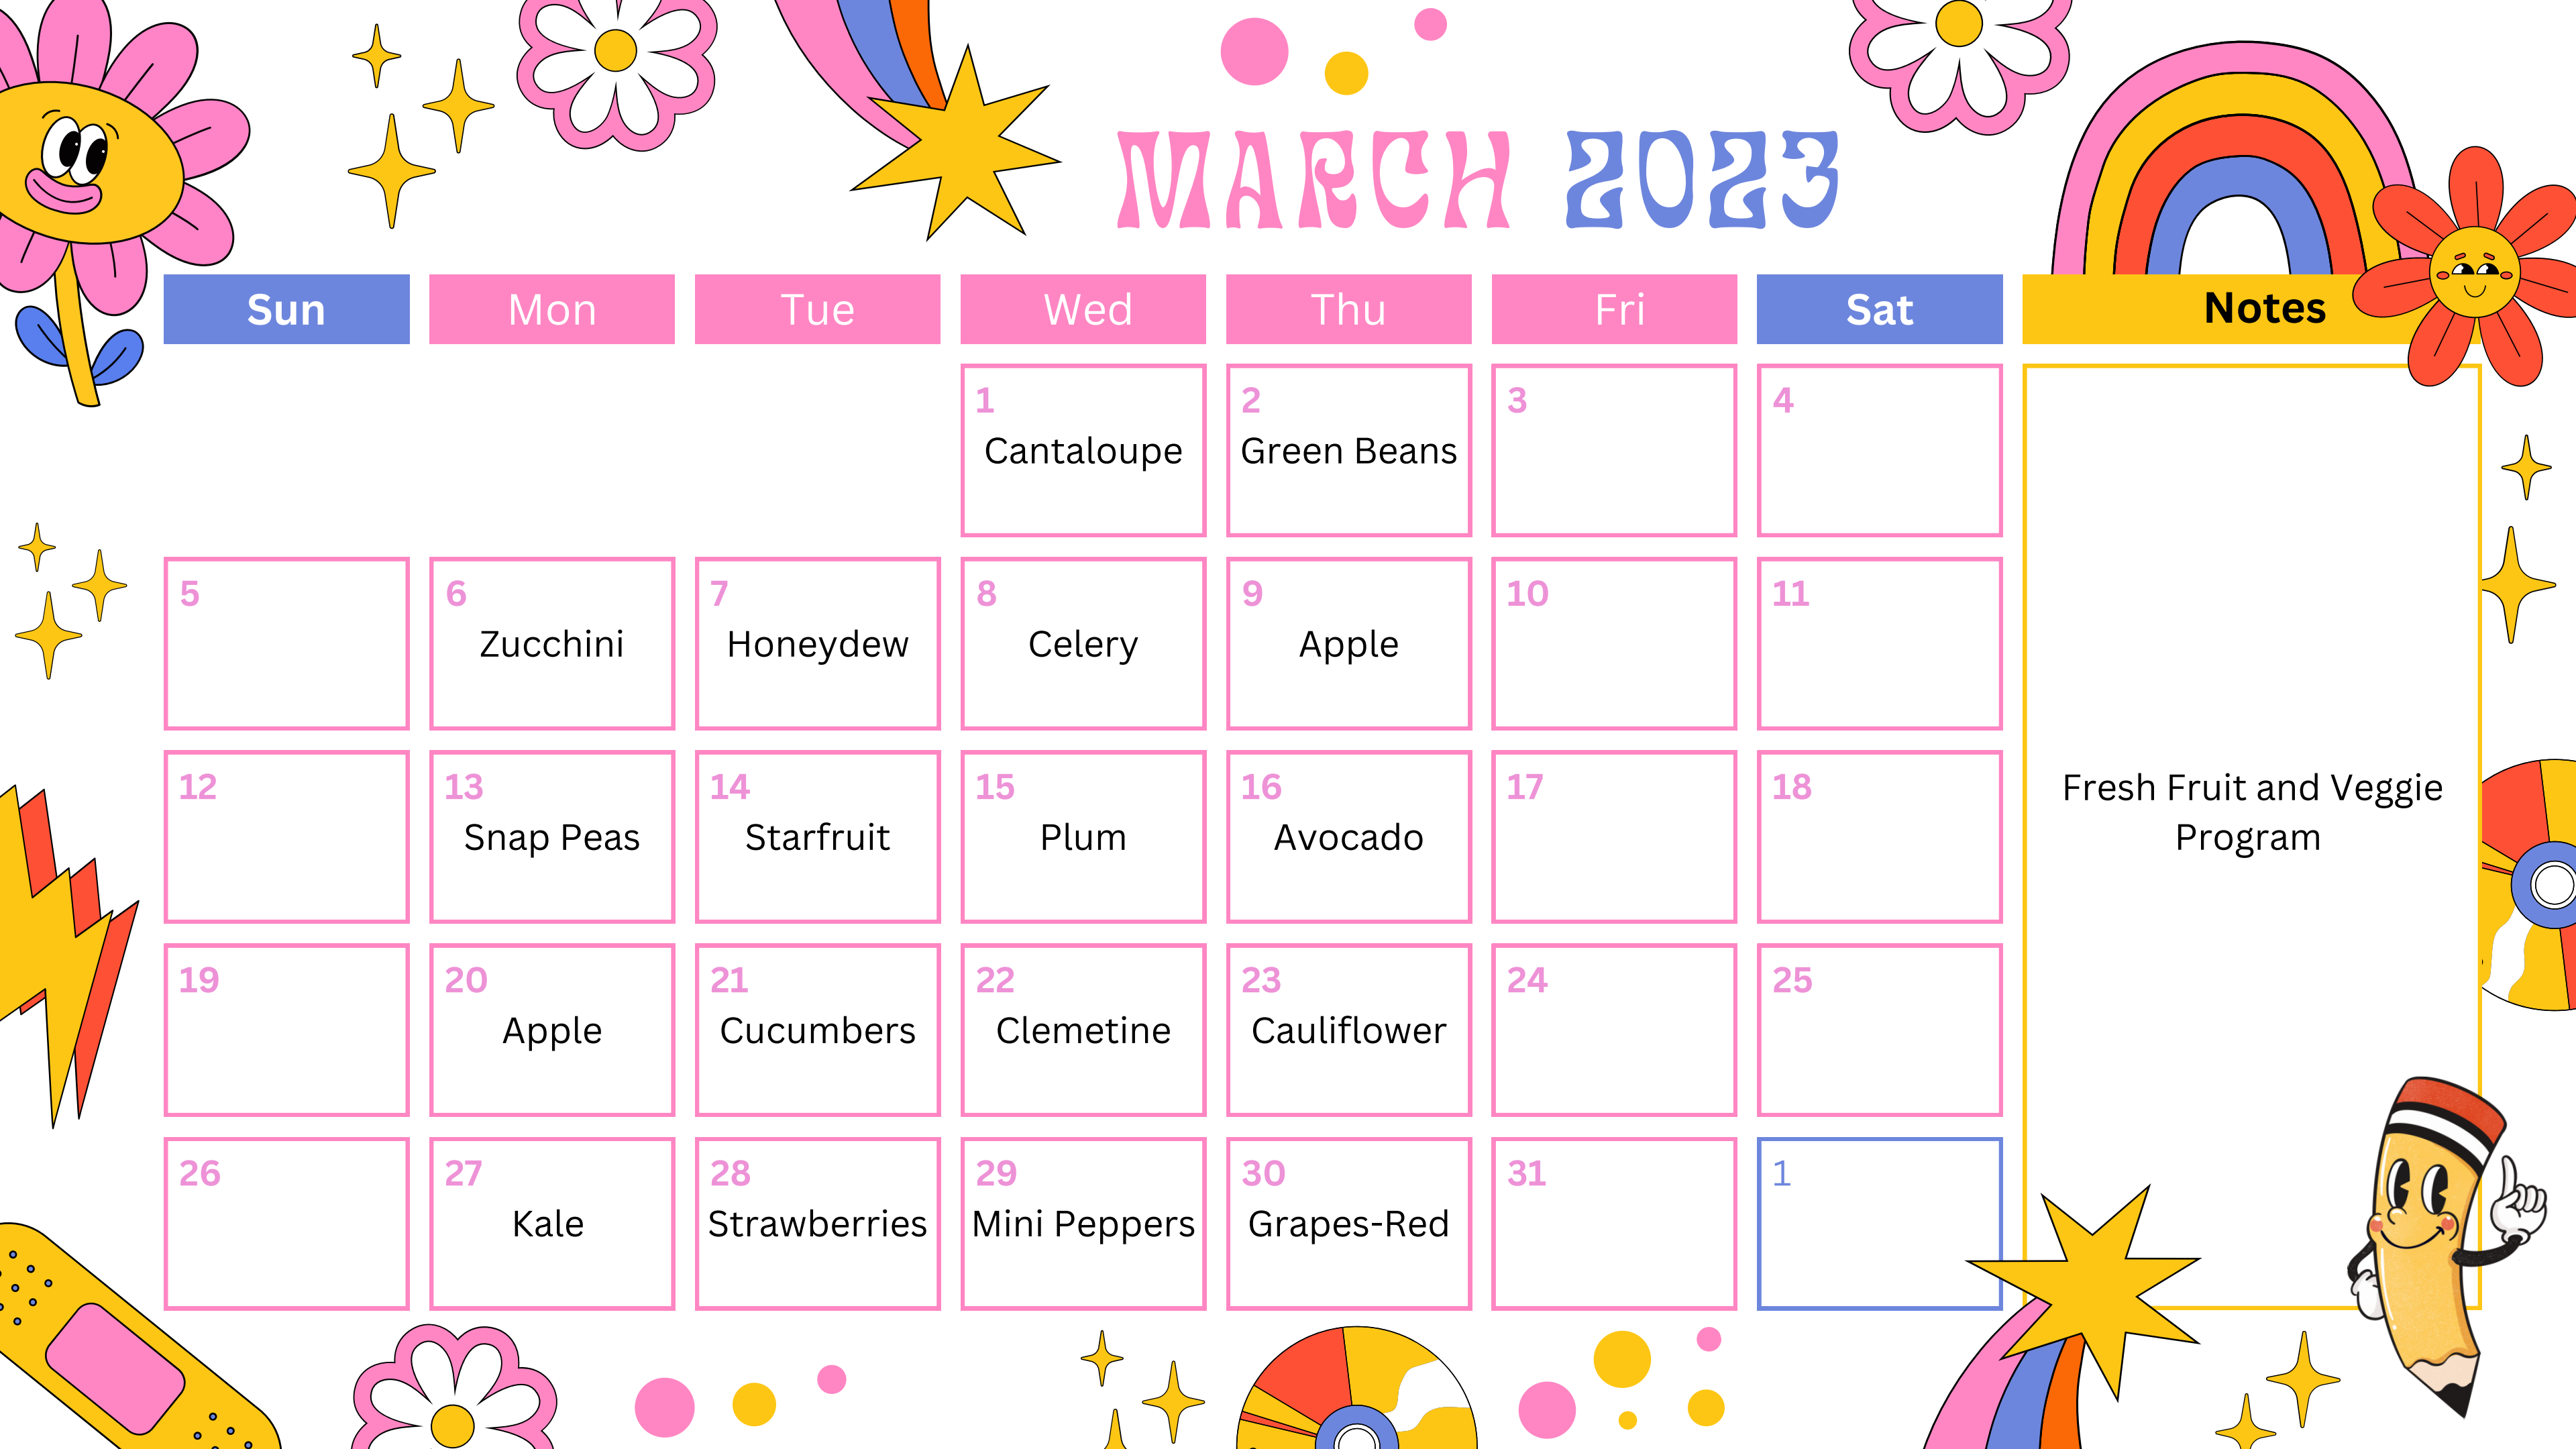 MARCH 2023
Sun Mon Tue Wed Thu Fri Sat Notes
1 2 3 4
Cantaloupe Green Beans
5 6 7 8 9 10 11
Zucchini Honeydew Celery Apple
12 13 14 15 16 17 18
Snap Peas Starfruit Plum Avocado
Fresh Fruit and Veggie
Program
19 20 21 22 23 24 25
Apple Cucumbers Clemetine Cauliflower
26 27 28 29 30 31 1
Kale Strawberries Mini Peppers Grapes-Red